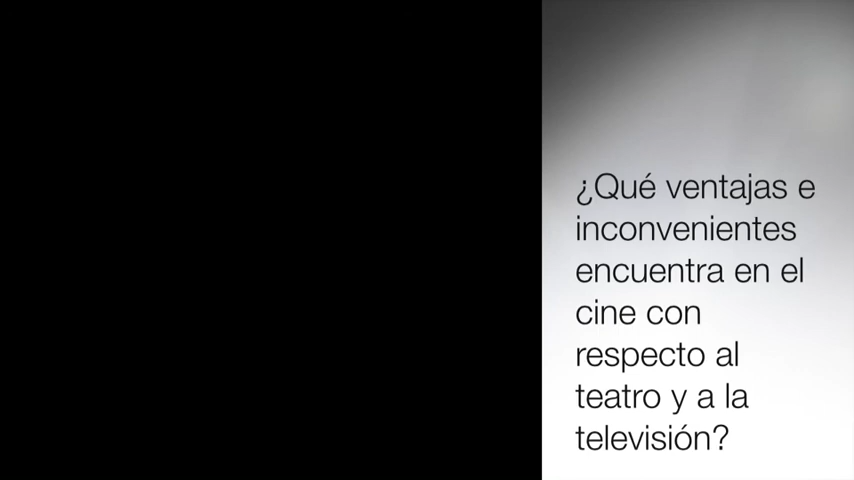 ¿Qué ventajas e
inconvenientes
encuentra en el
cine con
respecto al
teatro y a la
televisión?